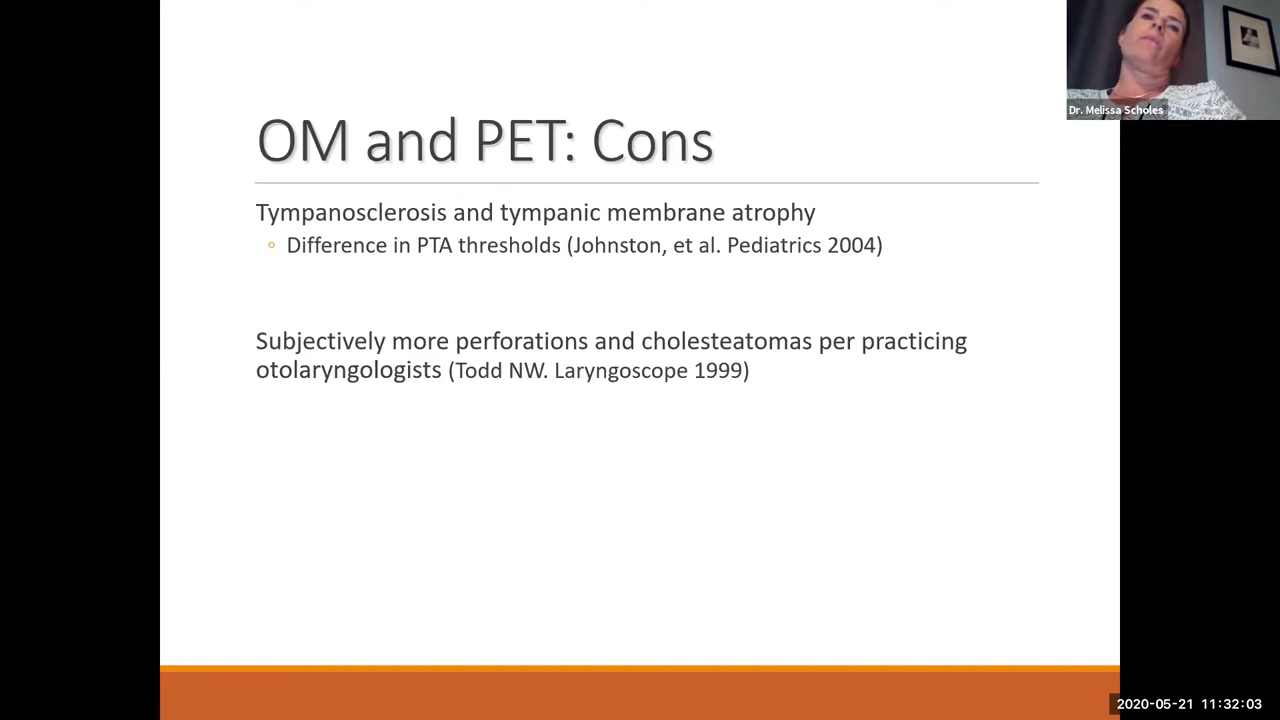 Dr. Melissa Scholes
OM and PET: Cons
Tympanosclerosis and tympanic membrane atrophy
Difference in PTA thresholds (Johnston, et al. Pediatrics 2004)
Subjectively more perforations and cholesteatomas per practicing
otolaryngologists (Todd NW. Laryngoscope 1999)
2020-05-21 11:32:03